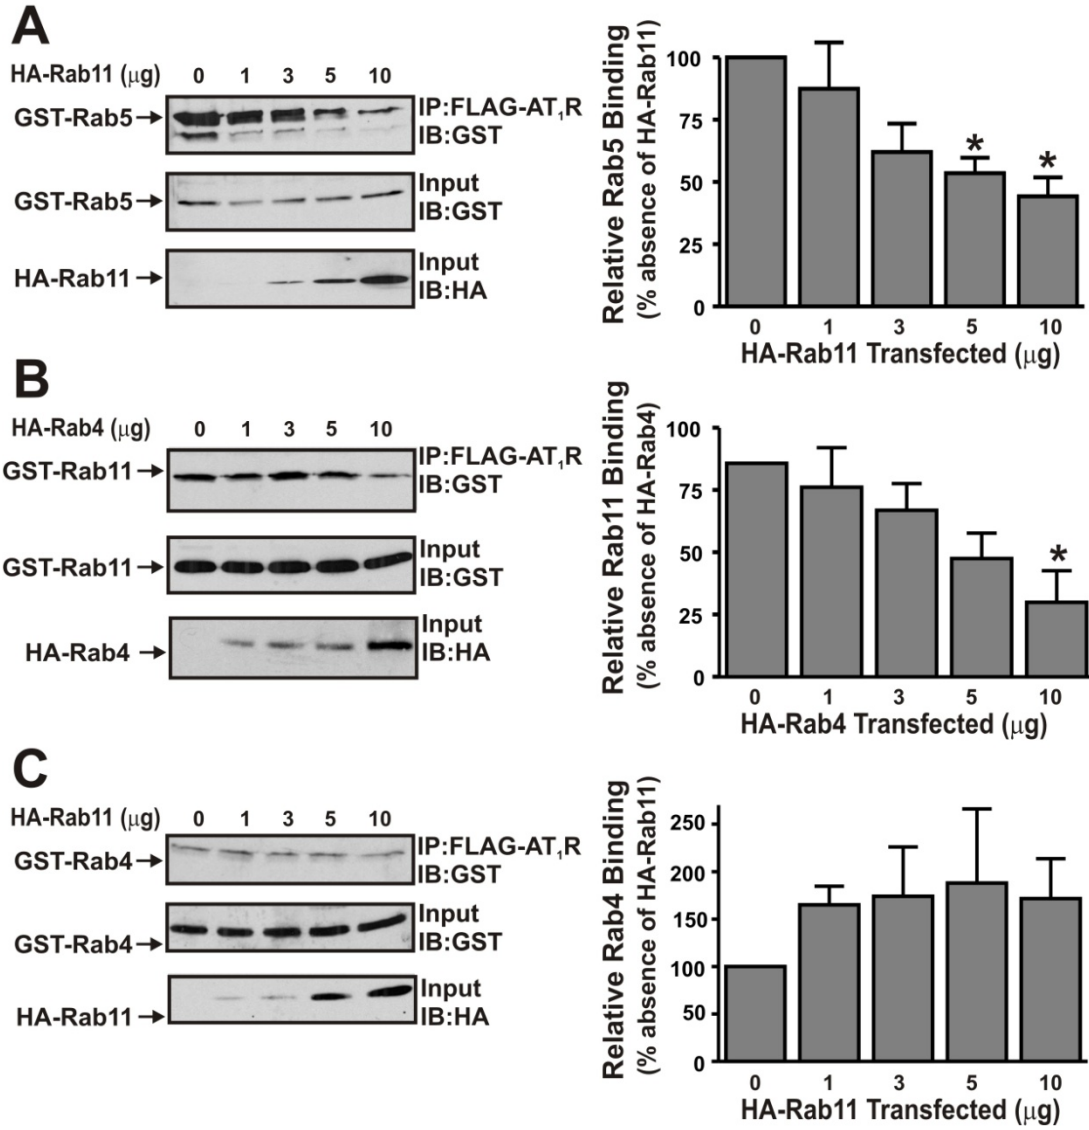 A
HA-Rab11 (μg) 0 1 3 5 10
GST-Rab5 → IP:FLAG-AT₁R
IB:GST
GST-Rab5 → Input
IB:GST
HA-Rab11 → Input
IB:HA
Relative Rab5 Binding
(% absence of HA-Rab11)
100
75
50
25
0
* *
0 1 3 5 10
HA-Rab11 Transfected (μg)
B
HA-Rab4 (μg) 0 1 3 5 10
GST-Rab11 → IP:FLAG-AT₁R
IB:GST
GST-Rab11 → Input
IB:GST
HA-Rab4 → Input
IB:HA
Relative Rab11 Binding
(% absence of HA-Rab4)
100
75
50
25
0
*
0 1 3 5 10
HA-Rab4 Transfected (μg)
C
HA-Rab11 (μg) 0 1 3 5 10
GST-Rab4 → IP:FLAG-AT₁R
IB:GST
GST-Rab4 → Input
IB:GST
HA-Rab11 → Input
IB:HA
Relative Rab4 Binding
(% absence of HA-Rab11)
250
200
150
100
50
0
0 1 3 5 10
HA-Rab11 Transfected (μg)